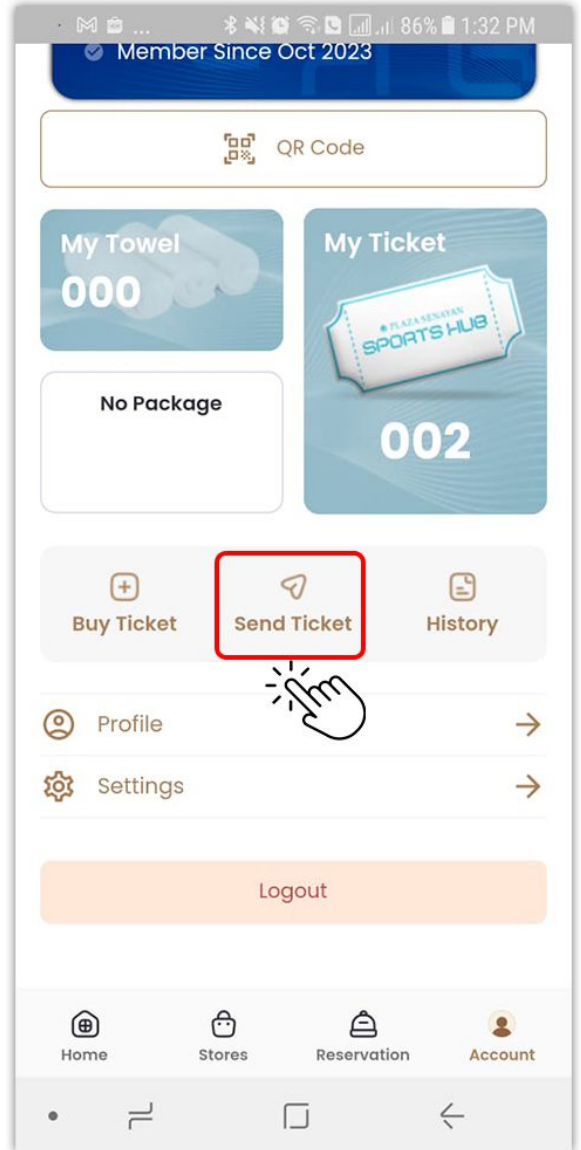 ... 86% 1:32 PM
Member Since Oct 2023
QR Code
My Towel
000
My Ticket
PLAZA SENAYAN
SPORTS HUB
002
No Package
Buy Ticket
Send Ticket
History
Profile
Settings
Logout
Home
Stores
Reservation
Account